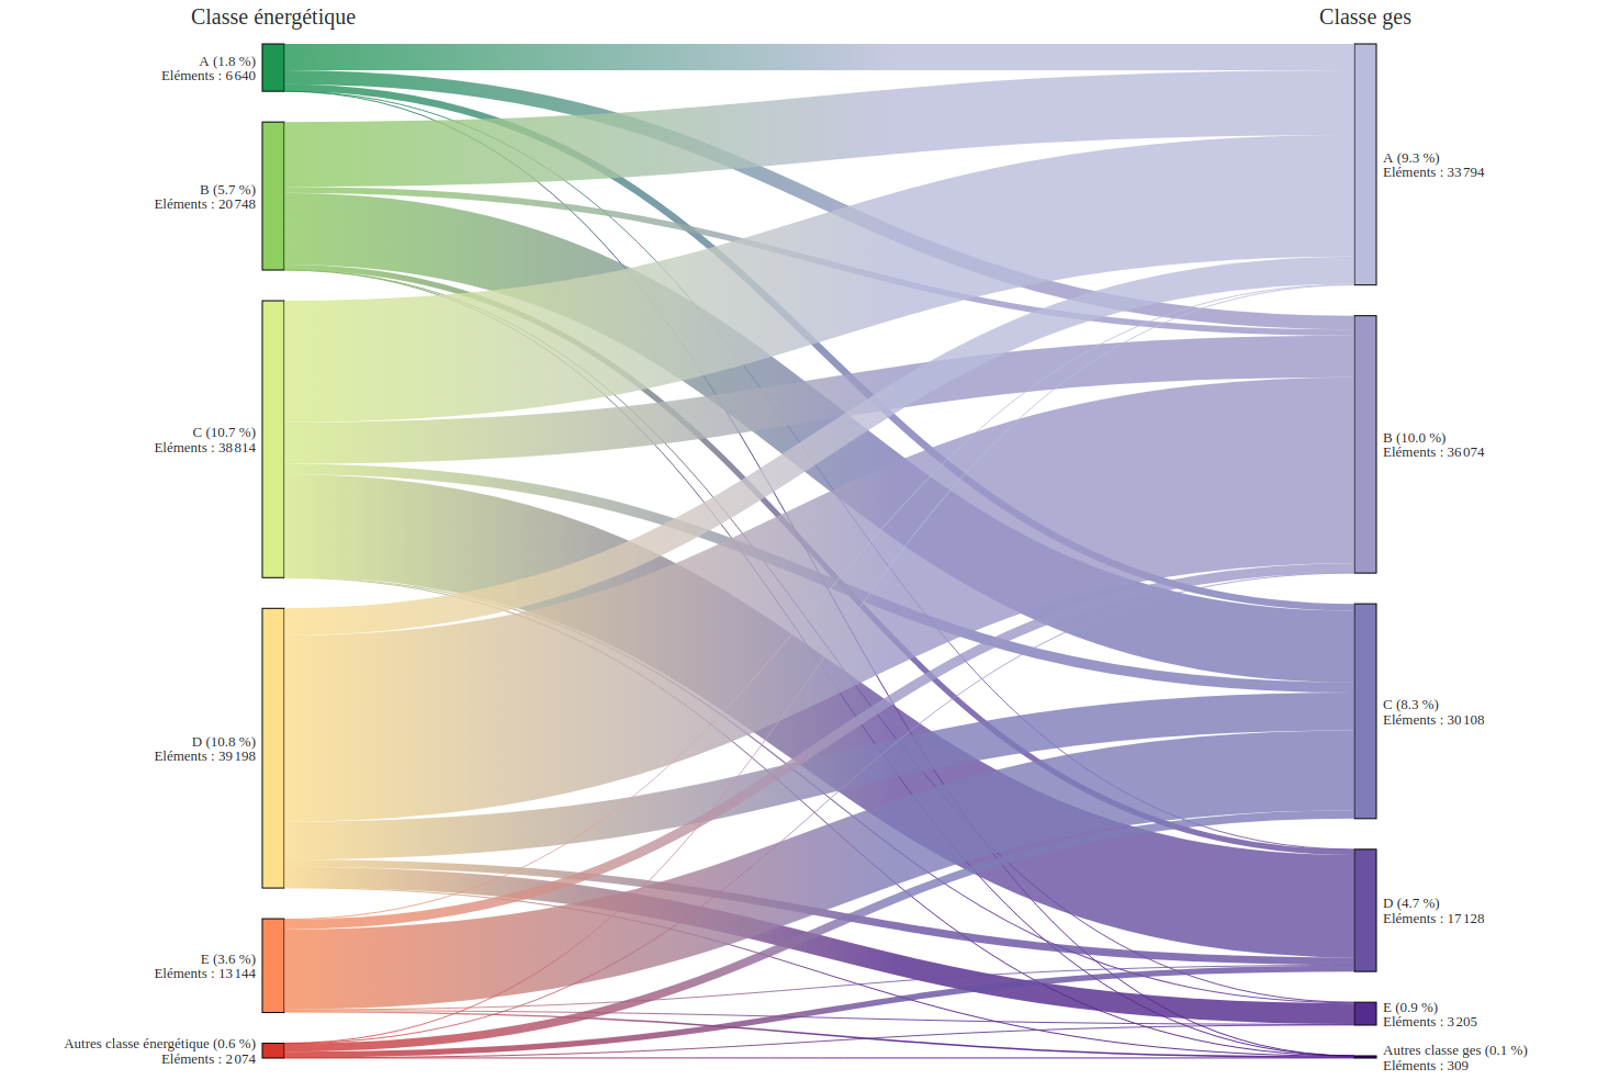 Classe énergétique
Classe ges
A (1.8 %)
Eléments : 6 640
B (5.7 %)
Eléments : 20 748
C (10.7 %)
Eléments : 38 814
D (10.8 %)
Eléments : 39 198
E (3.6 %)
Eléments : 13 144
Autres classe énergétique (0.6 %)
Eléments : 2 074
A (9.3 %)
Eléments : 33 794
B (10.0 %)
Eléments : 36 074
C (8.3 %)
Eléments : 30 108
D (4.7 %)
Eléments : 17 128
E (0.9 %)
Eléments : 3 205
Autres classe ges (0.1 %)
Eléments : 309